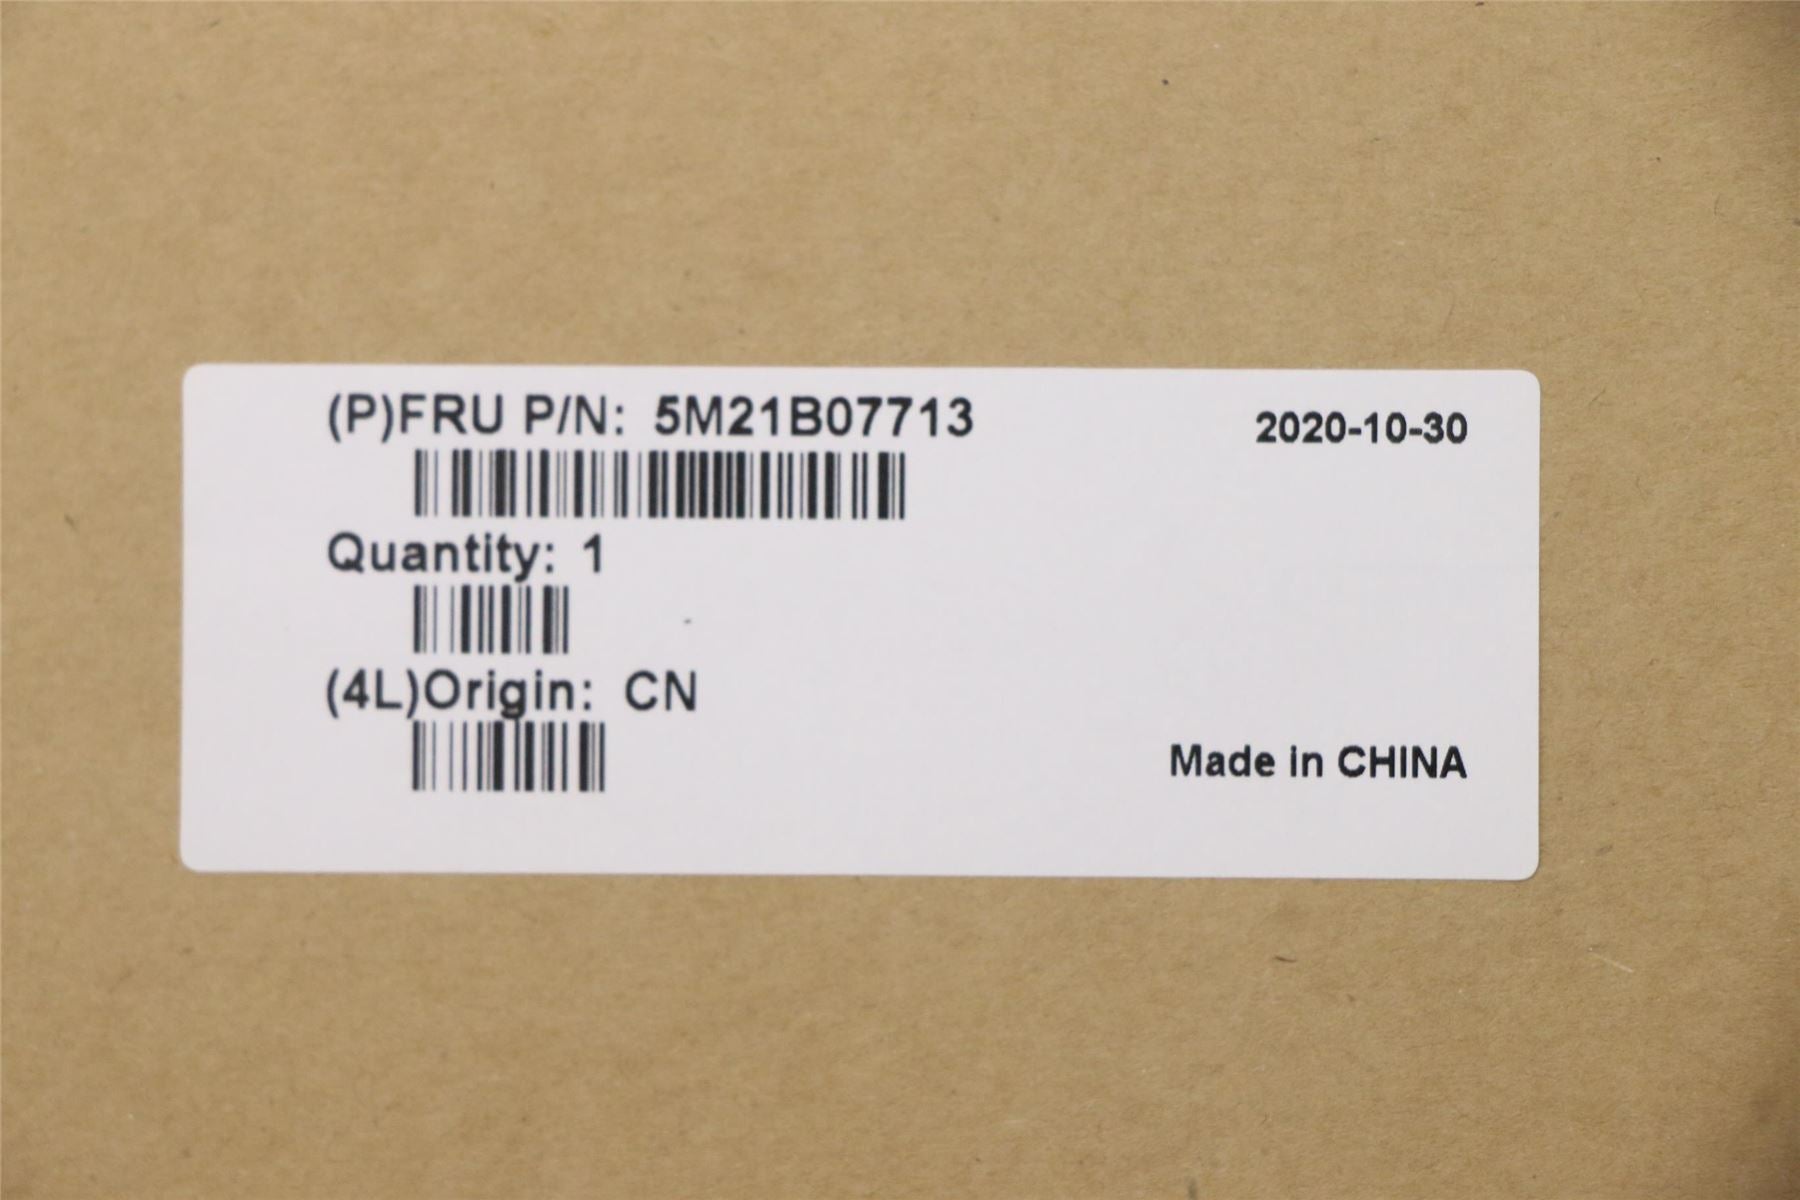 (P)FRU P/N: 5M21B07713
2020-10-30
Quantity: 1
(4L)Origin: CN
Made in CHINA